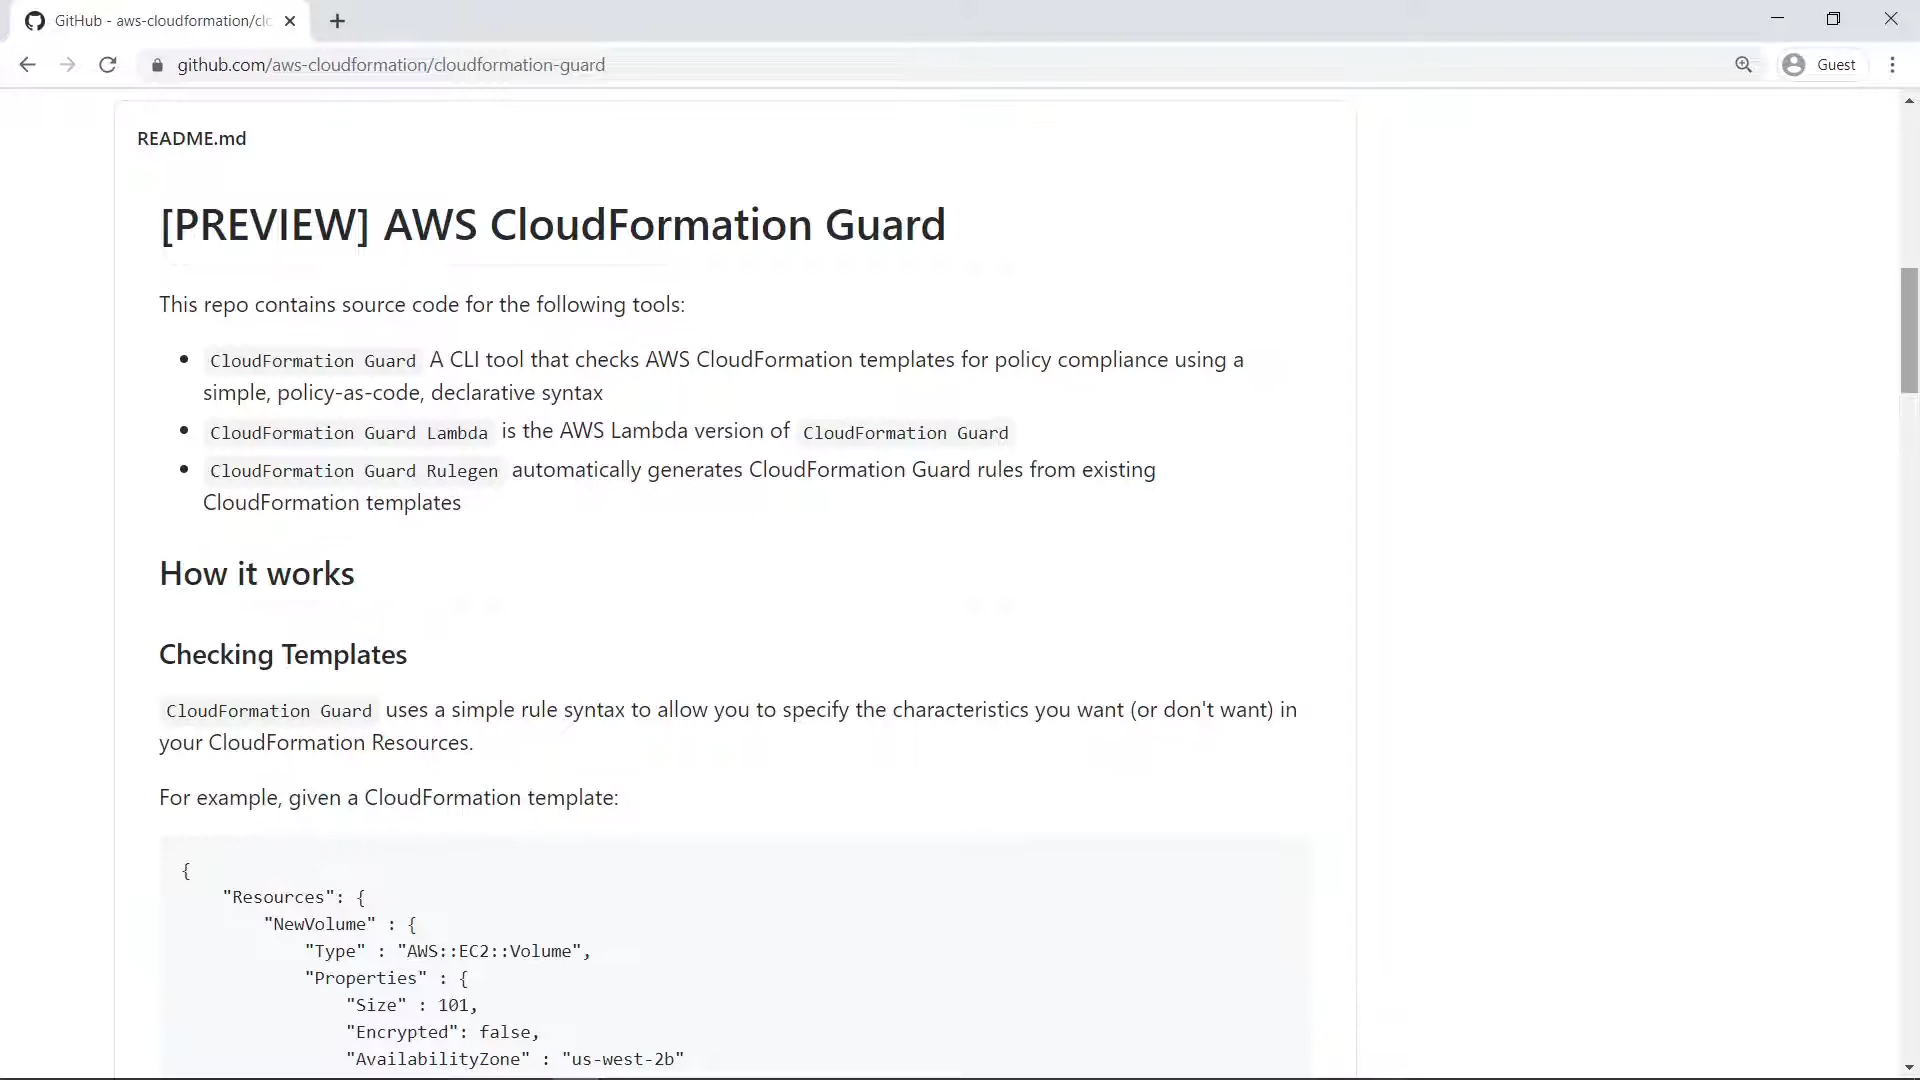 GitHub - aws-cloudformation/clo
github.com/aws-cloudformation/cloudformation-guard
Guest
README.md
[PREVIEW] AWS CloudFormation Guard
This repo contains source code for the following tools:
CloudFormation Guard A CLI tool that checks AWS CloudFormation templates for policy compliance using a
simple, policy-as-code, declarative syntax
CloudFormation Guard Lambda is the AWS Lambda version of CloudFormation Guard
CloudFormation Guard Rulegen automatically generates CloudFormation Guard rules from existing
CloudFormation templates
How it works
Checking Templates
CloudFormation Guard uses a simple rule syntax to allow you to specify the characteristics you want (or don't want) in
your CloudFormation Resources.
For example, given a CloudFormation template:
{
"Resources": {
"NewVolume" : {
"Type" : "AWS::EC2::Volume",
"Properties" : {
"Size" : 101,
"Encrypted": false,
"AvailabilityZone" : "us-west-2b"